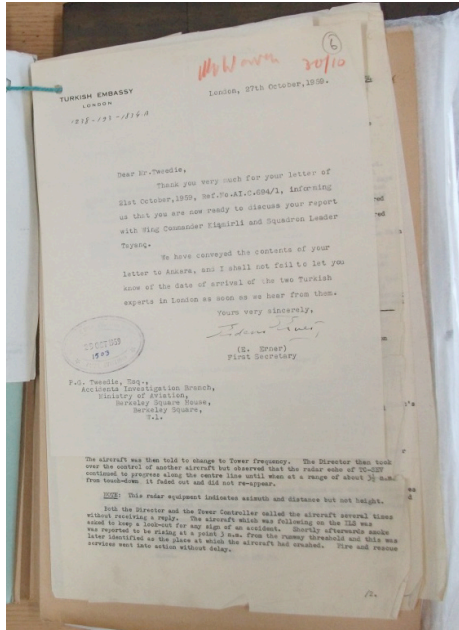 6
20/10
TURKISH EMBASSY
LONDON
London, 27th October, 1959.
Dear Mr.Tweedie,
Thank you very much for your letter of
21st October,1959, Ref.No.AI.C.694/1, informing
us that you are now ready to discuss your report
with Wing Commander Kiquirli and Squadron Leader
Tayanç.
We have conveyed the contents of your
letter to Ankara, and I shall not fail to let you
know of the date of arrival of the two Turkish
experts in London as soon as we hear from them.
Yours very sincerely,
Erner)
First Secretary
OCT 1959
P.G. Tweedie, Esq.,
Accidents Investigation Branch,
Ministry of Aviation,
Berkeley Square House,
Berkeley Square,
W.1.
The aircraft was then told to change to Tower frequency. The Director then took
over the control of another aircraft but observed that the radar echo of
continued to progress along the centre line until when at a range of about 3½ n.m.
from touch-down, it faded out and did not re-appear.
NOTE: This radar equipment indicates azimuth and distance but not height.
Both the Director and the Tower Controller called the aircraft several times
without receiving a reply. The aircraft which was following on the ILS was
asked to keep a look-out for any sign of an accident. Shortly afterwards smoke
was reported to be rising at a point 3 n.m. from the runway threshold and this was
later identified as the place at which the aircraft had crashed. Fire and rescue
services went into action without delay.